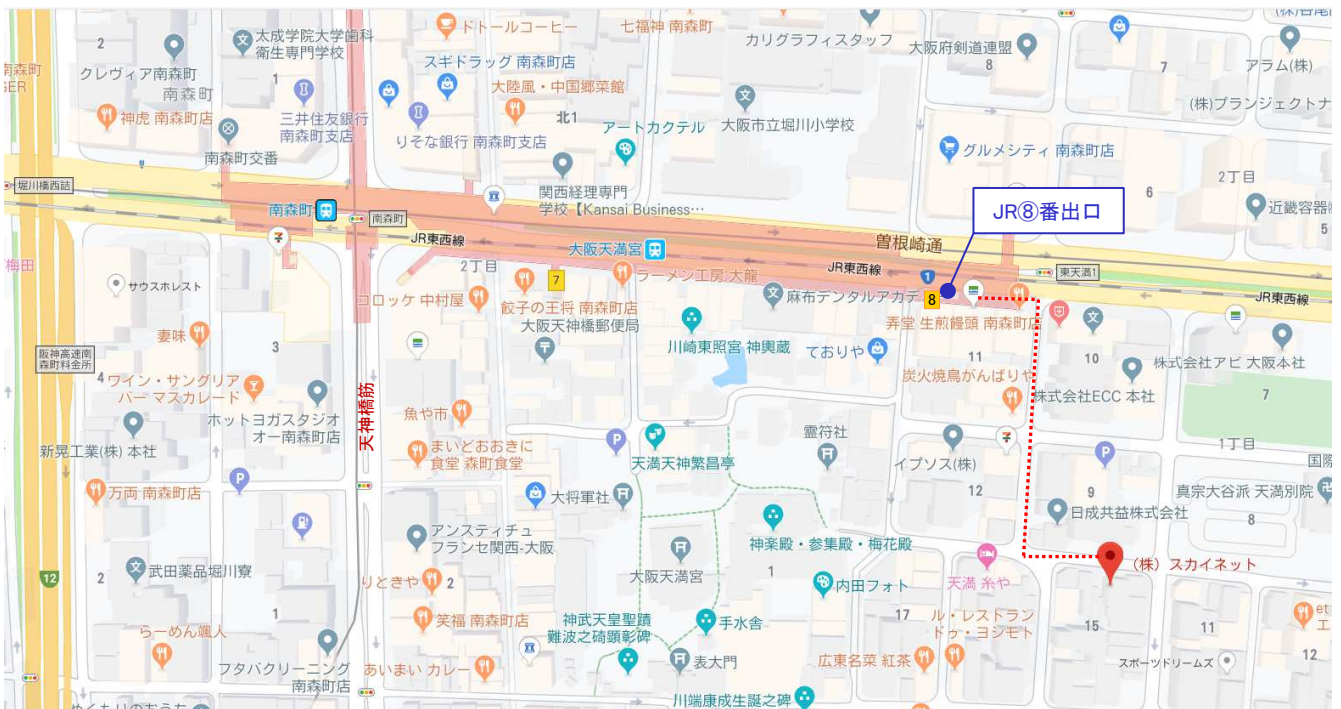 ドトールコーヒー
七福神 南森町
太成学院大学歯科
衛生専門学校
カリグラフィスタッフ
大阪府剣道連盟
8
2
クレヴィア南森町
1
スギドラッグ 南森町店
7
アラム(株)
南森町
南森町
大陸風・中国郷菜館
(株)プランジェクトナ
神虎 南森町店
三井住友銀行
南森町支店
北1
りそな銀行 南森町支店
アートカクテル
大阪市立堀川小学校
グルメシティ 南森町店
南森町交番
関西経理専門
学校【Kansai Business…
6
2丁目
堀川橋西詰
JR⑧番出口
近畿容器
5
南森町
南森町
JR東西線
大阪天満宮
曽根崎通
JR東西線
1
東天満1
JR東西線
梅田
サウスホレスト
2丁目
7
ラーメン工房 大龍
麻布デンタルアカデ
8
コロッケ 中村屋
餃子の王将 南森町店
大阪天神橋郵便局
弄堂 生煎饅頭 南森町店
妻味
3
川崎東照宮 神輿蔵
ておりや
11
10
株式会社アビ 大阪本社
阪神高速南
森町料金所
4
ワイン・サングリア
バー マスカレード
炭火焼鳥がんばりや
株式会社ECC 本社
7
天神橋筋
ホットヨガスタジオ
オー南森町店
魚や市
新晃工業(株) 本社
まいどおおきに
食堂 森町食堂
P
天満天神繁昌亭
霊符社
イプソス(株)
P
1丁目
国際
万両 南森町店
P
大将軍社
12
9
真宗大谷派 天満別院
日成共益株式会社
8
アンスティチュ
フランセ関西-大阪
神楽殿・参集殿・梅花殿
12
2
武田薬品堀川寮
りときや
2
大阪天満宮
1
内田フォト
天満 糸や
(株) スカイネット
1
笑福 南森町店
神武天皇聖蹟
難波之碕顕彰碑
手水舎
17
ル・レストラン
ドゥ・ヨシモト
15
11
et
エ
らーめん颯人
フタバクリーニング
南森町店
あいまい カレー
表大門
広東名菜 紅茶
スポーツドリームズ
12
川端康成生誕之碑